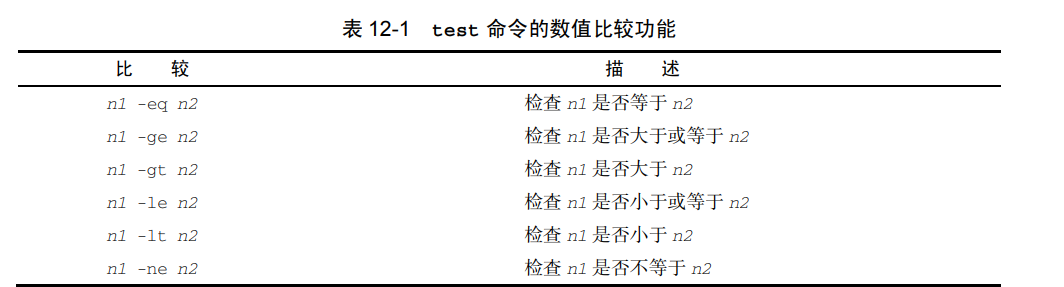 表 12-1 test 命令的数值比较功能
比 较 描 述
n1 -eq n2 检查 n1 是否等于 n2
n1 -ge n2 检查 n1 是否大于或等于 n2
n1 -gt n2 检查 n1 是否大于 n2
n1 -le n2 检查 n1 是否小于或等于 n2
n1 -lt n2 检查 n1 是否小于 n2
n1 -ne n2 检查 n1 是否不等于 n2